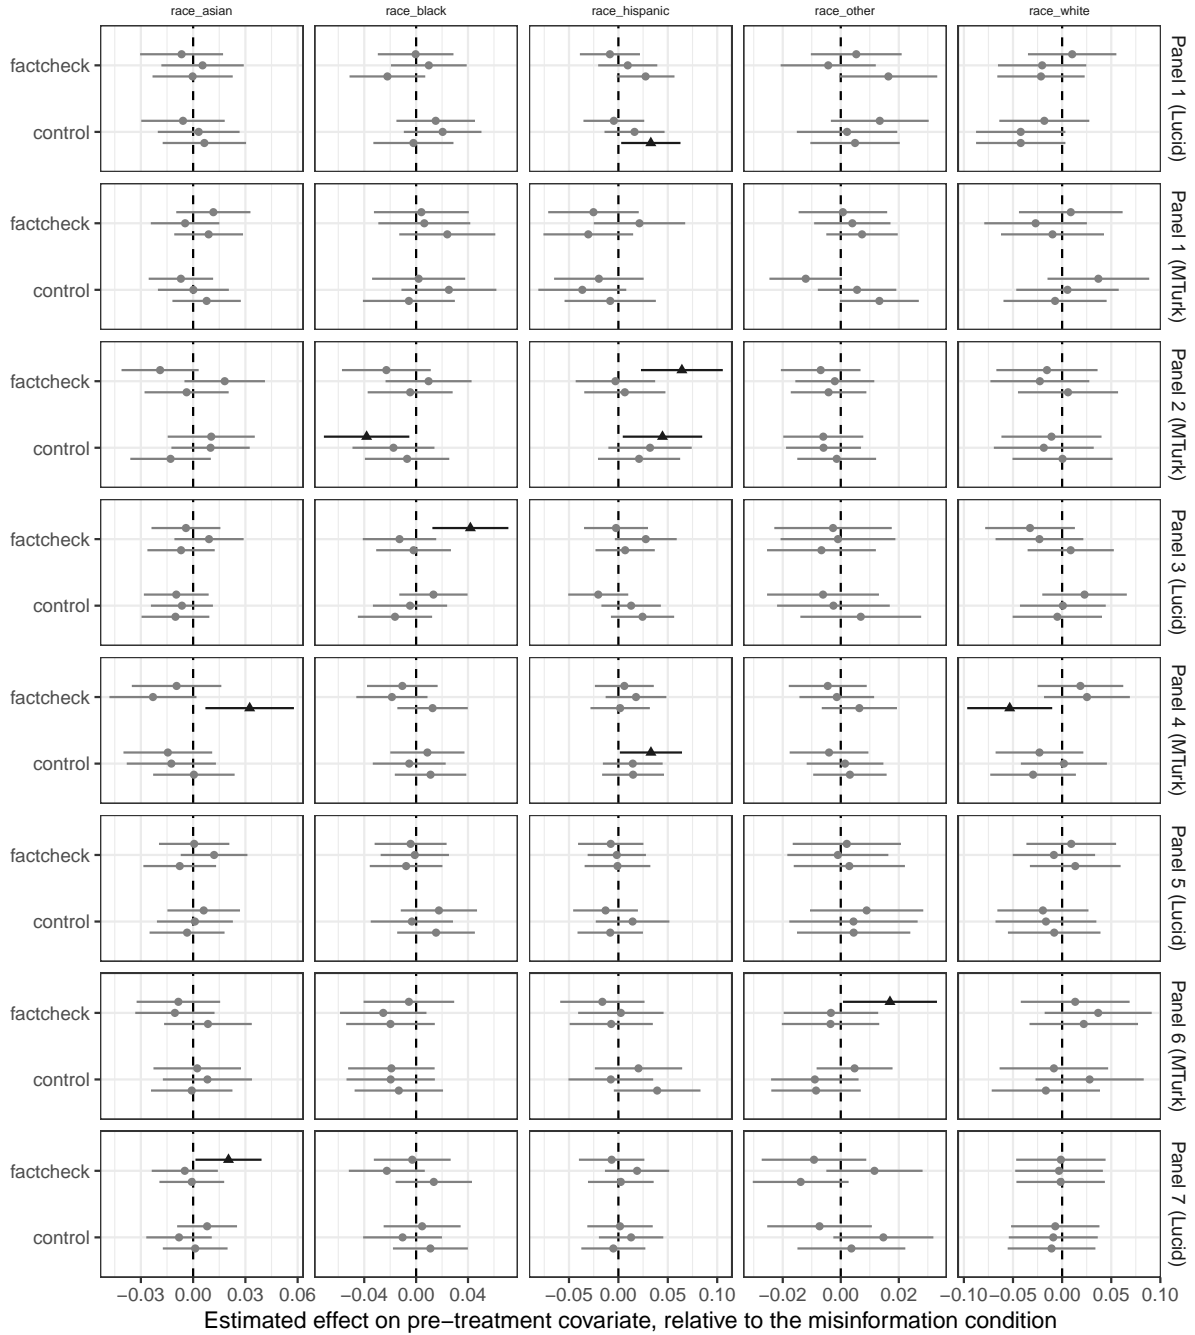 race_asian race_black race_hispanic race_other race_white
factcheck
control
Panel 1 (Lucid)
factcheck
control
Panel 1 (MTurk)
factcheck
control
Panel 2 (MTurk)
factcheck
control
Panel 3 (Lucid)
factcheck
control
Panel 4 (MTurk)
factcheck
control
Panel 5 (Lucid)
factcheck
control
Panel 6 (MTurk)
factcheck
control
Panel 7 (Lucid)
−0.03 0.00 0.03 0.06 −0.04 0.00 0.04 −0.05 0.00 0.05 0.10 −0.02 0.00 0.02 −0.10 −0.05 0.00 0.05 0.10
Estimated effect on pre−treatment covariate, relative to the misinformation condition